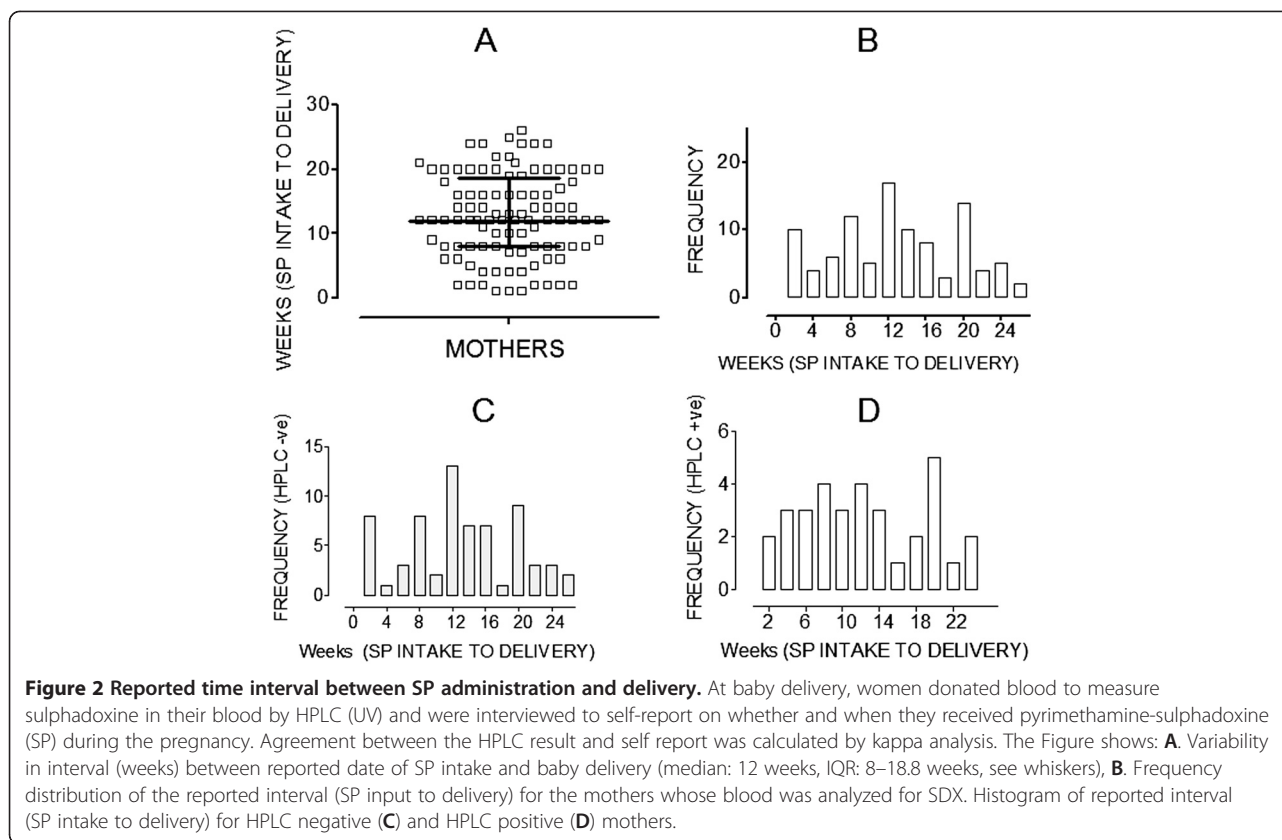 A
WEEKS (SP INTAKE TO DELIVERY)
30
20
10
0
MOTHERS
B
FREQUENCY
20
10
0
0 4 8 12 16 20 24
WEEKS (SP INTAKE TO DELIVERY)
C
FREQUENCY (HPLC -ve)
15
10
5
0
0 4 8 12 16 20 24
Weeks (SP INTAKE TO DELIVERY)
D
FREQUENCY (HPLC +ve)
6
4
2
0
2 6 10 14 18 22
Weeks (SP INTAKE TO DELIVERY)
Figure 2 Reported time interval between SP administration and delivery. At baby delivery, women donated blood to measure
sulphadoxine in their blood by HPLC (UV) and were interviewed to self-report on whether and when they received pyrimethamine-sulphadoxine
(SP) during the pregnancy. Agreement between the HPLC result and self report was calculated by kappa analysis. The Figure shows: A. Variability
in interval (weeks) between reported date of SP intake and baby delivery (median: 12 weeks, IQR: 8–18.8 weeks, see whiskers), B. Frequency
distribution of the reported interval (SP input to delivery) for the mothers whose blood was analyzed for SDX. Histogram of reported interval
(SP intake to delivery) for HPLC negative (C) and HPLC positive (D) mothers.